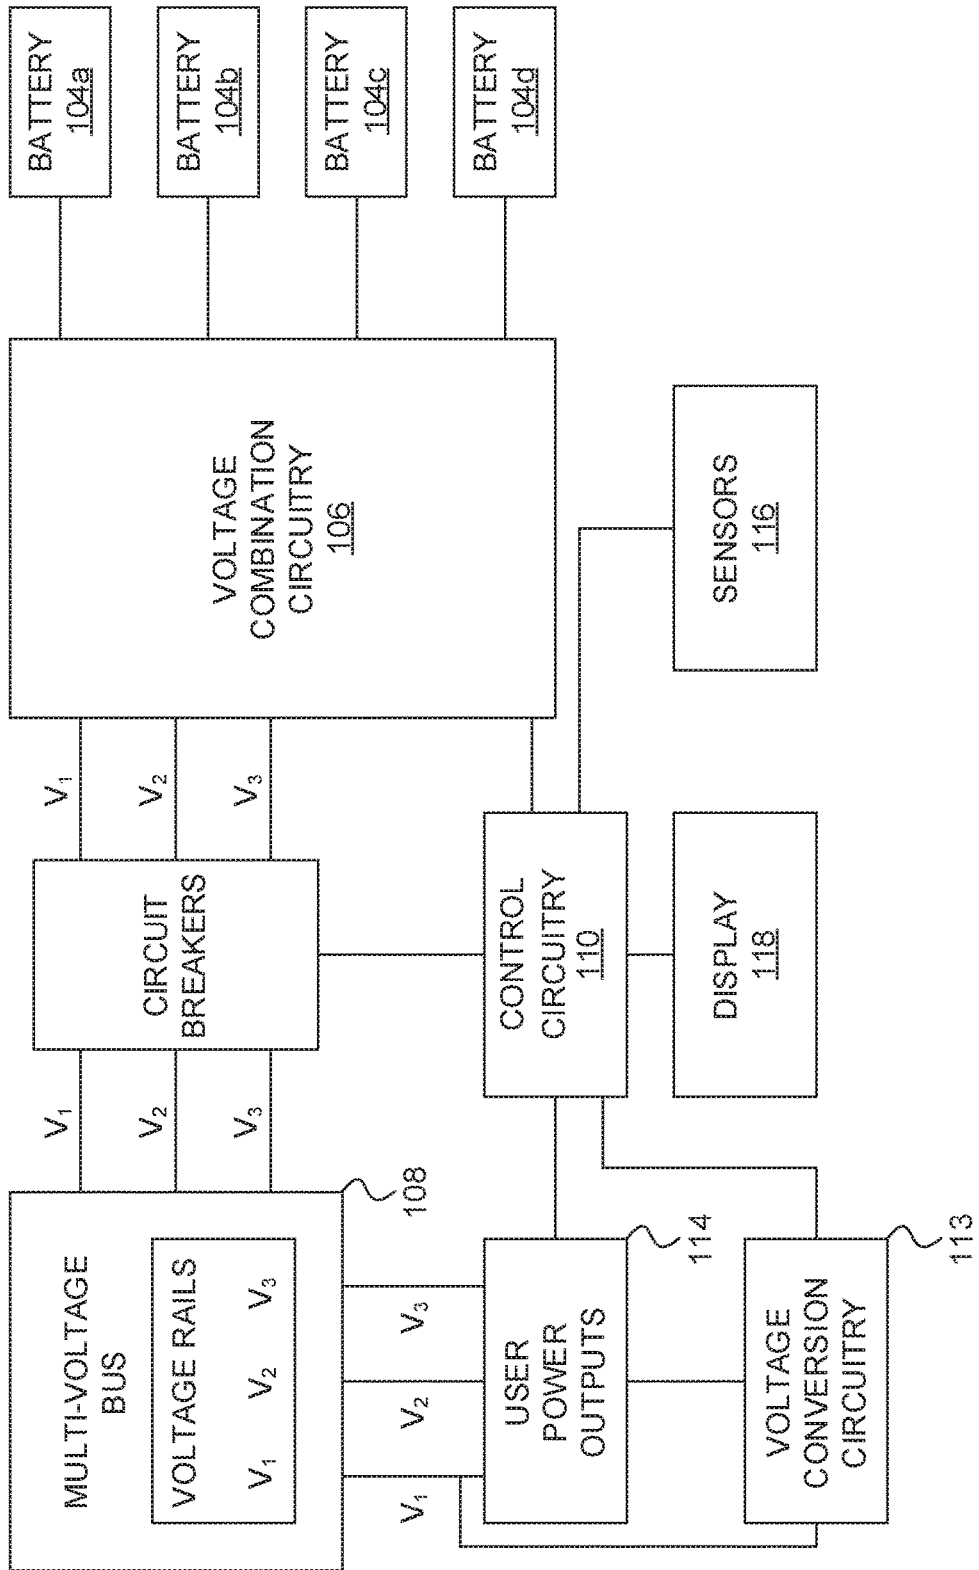 BATTERY
104a
BATTERY
104b
BATTERY
104c
BATTERY
104d
VOLTAGE
COMBINATION
CIRCUITRY
106
SENSORS
116
V1
V2
V3
CIRCUIT
BREAKERS
CONTROL
CIRCUITRY
110
DISPLAY
118
V1
V2
V3
MULTI-VOLTAGE
BUS
VOLTAGE RAILS
V1 V2 V3
108
V1
V2
V3
USER
POWER
OUTPUTS
114
VOLTAGE
CONVERSION
CIRCUITRY
113